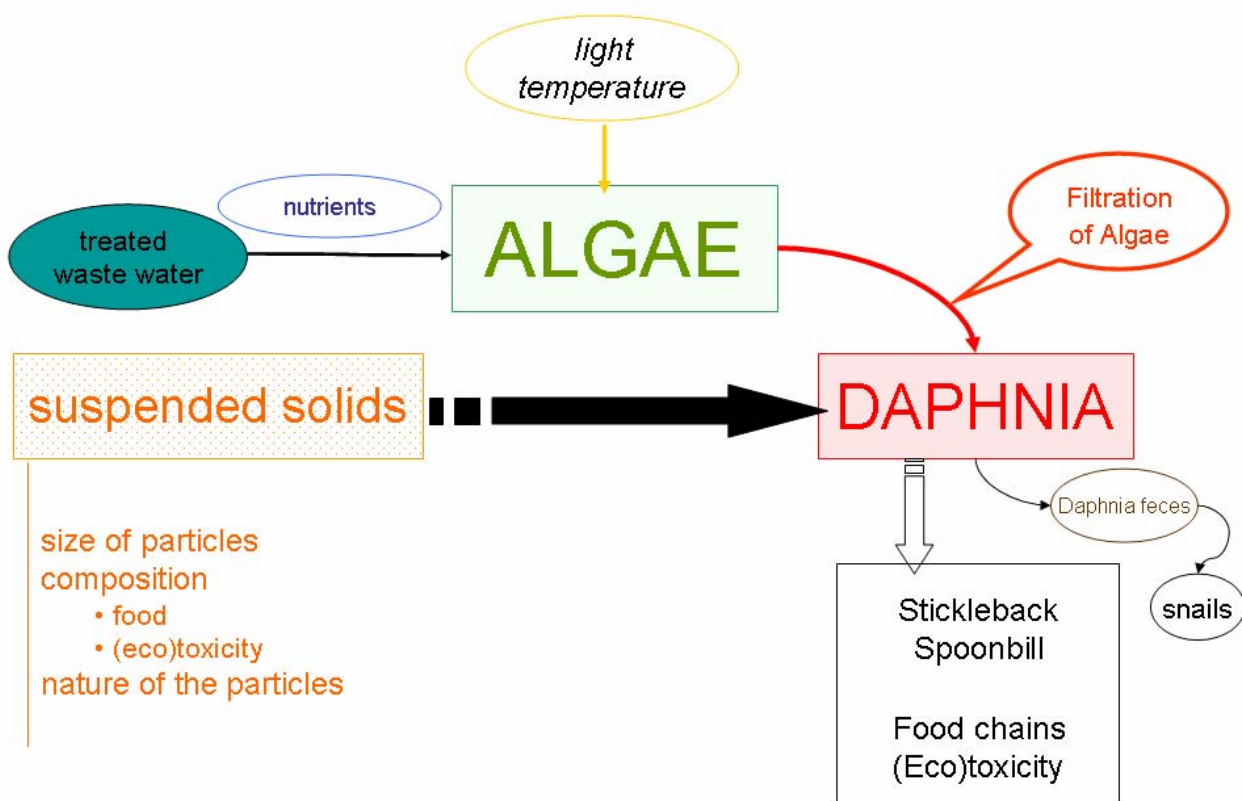 light
temperature
nutrients
treated
waste water
ALGAE
Filtration
of Algae
suspended solids
DAPHNIA
size of particles
composition
• food
• (eco)toxicity
nature of the particles
Daphnia feces
snails
Stickleback
Spoonbill
Food chains
(Eco)toxicity